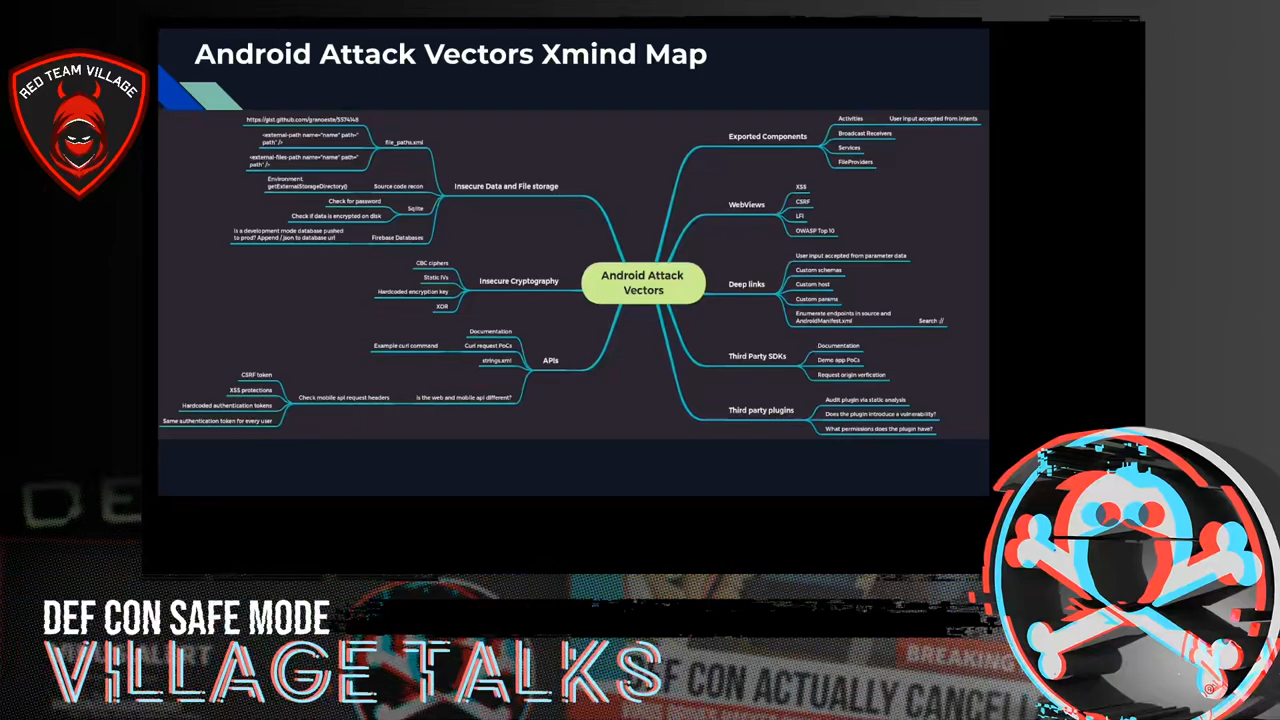 Android Attack Vectors Xmind Map
RED TEAM VILLAGE
https://gist.github.com/granoeste/5574148
<external-path name="name" path="
path" />
file_paths.xml
<external-files-path name="name" path="
path" />
Environment.
getExternalStorageDirectory()
Source code recon
Insecure Data and File storage
Check for password
Sqlite
Check if data is encrypted on disk
Is a development mode database pushed
to prod? Append /.json to database url
Firebase Databases
CBC ciphers
Static IVs
Insecure Cryptography
Hardcoded encryption key
XOR
Documentation
Example curl command
Curl request PoCs
strings.xml
APIs
CSRF token
XSS protections
Check mobile api request headers
Is the web and mobile api different?
Hardcoded authentication tokens
Same authentication token for every user
Android Attack
Vectors
Exported Components
Activities
User input accepted from intents
Broadcast Receivers
Services
FileProviders
WebViews
XSS
CSRF
LFI
OWASP Top 10
Deep links
User input accepted from parameter data
Custom schemas
Custom host
Custom params
Enumerate endpoints in source and
AndroidManifest.xml
Search ://
Third Party SDKs
Documentation
Demo app PoCs
Request origin verfication
Third party plugins
Audit plugin via static analysis
Does the plugin introduce a vulnerability?
What permissions does the plugin have?
DEF CON SAFE MODE
VILLAGE TALKS
BREAKING
DEF CON ACTUALLY CANCELL